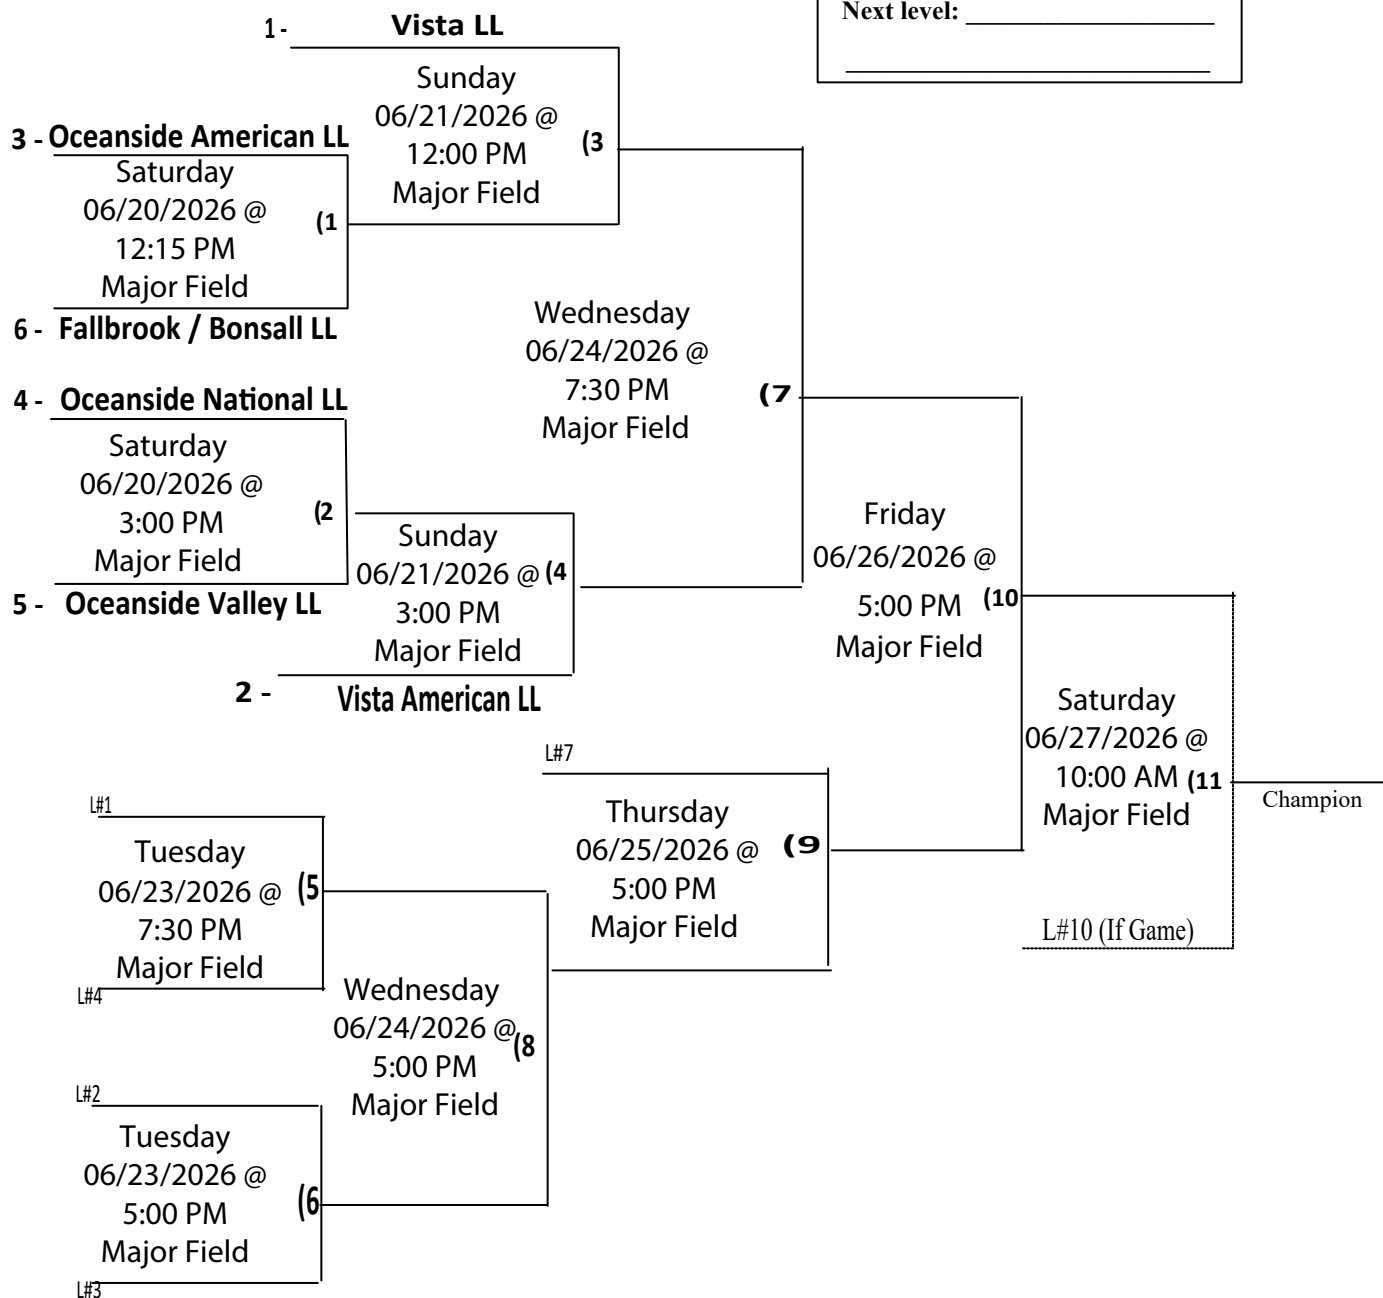 Next level: ___________________
____________________________
1 - Vista LL
Sunday
06/21/2026 @
12:00 PM
Major Field
(3
3 - Oceanside American LL
Saturday
06/20/2026 @
12:15 PM
Major Field
(1
6 - Fallbrook / Bonsall LL
Wednesday
06/24/2026 @
7:30 PM
Major Field
(7
4 - Oceanside National LL
Saturday
06/20/2026 @
3:00 PM
Major Field
(2
5 - Oceanside Valley LL
Sunday
06/21/2026 @
3:00 PM
Major Field
(4
2 - Vista American LL
Friday
06/26/2026 @
5:00 PM
Major Field
(10
Saturday
06/27/2026 @
10:00 AM
Major Field
(11
Champion
L#10 (If Game)
L#7
Thursday
06/25/2026 @
5:00 PM
Major Field
(9
L#1
Tuesday
06/23/2026 @
7:30 PM
Major Field
(5
L#4
Wednesday
06/24/2026 @
5:00 PM
Major Field
(8
L#2
Tuesday
06/23/2026 @
5:00 PM
Major Field
(6
L#3